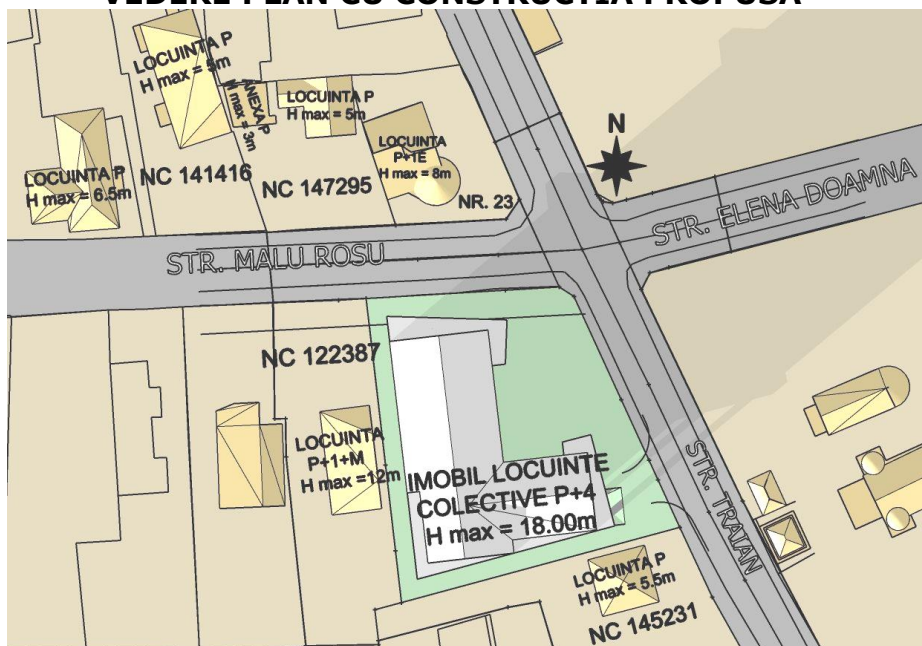 VEDERE PLAN CU CONSTRUCTIA PROPUSA
LOCUINTA P
H max = 5m
ANEXA P
H max = 3m
LOCUINTA P
H max = 5m
LOCUINTA
P+1E
H max = 8m
N
LOCUINTA P
H max = 6.5m
NC 141416
NC 147295
NR. 23
STR. ELENA DOAMNA
STR. MALU ROSU
NC 122387
LOCUINTA
P+1+M
H max =12m
IMOBIL LOCUINTE
COLECTIVE P+4
H max = 18.00m
STR. TRAIAN
LOCUINTA P
H max = 5.5m
NC 145231